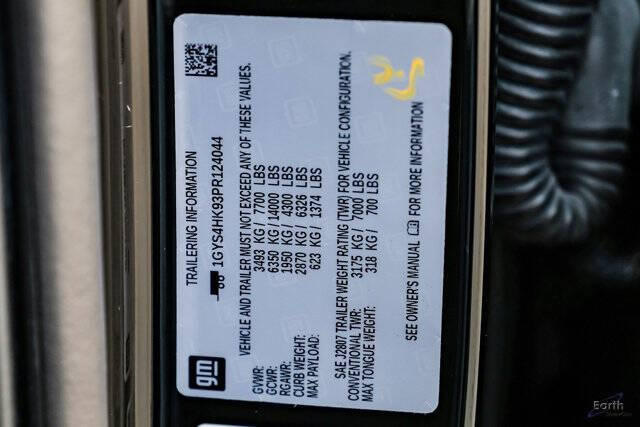 TRAILERING INFORMATION
1GYS4HK93PR124044
VEHICLE AND TRAILER MUST NOT EXCEED ANY OF THESE VALUES.
GVWR: 3493 KG / 7700 LBS
GCWR: 6350 KG / 14000 LBS
RGAWR: 1950 KG / 4300 LBS
CURB WEIGHT: 2870 KG / 6326 LBS
MAX PAYLOAD: 623 KG / 1374 LBS
SAE J2807 TRAILER WEIGHT RATING (TWR) FOR VEHICLE CONFIGURATION.
CONVENTIONAL TWR: 3175 KG / 7000 LBS
MAX TONGUE WEIGHT: 318 KG / 700 LBS
SEE OWNER'S MANUAL FOR MORE INFORMATION
gm
Earth